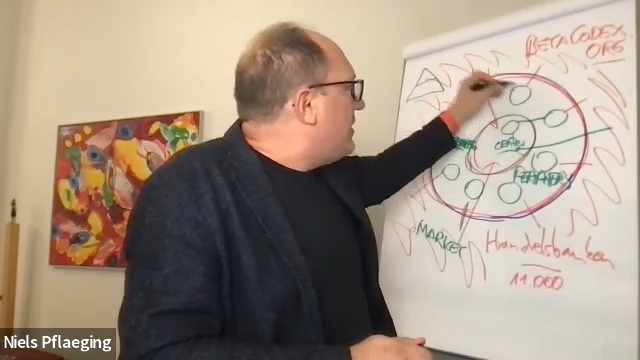 BETACODEX
ORG
CENTER
PERIPHERY
MARKET
Handelsbanken
11.000
Niels Pflaeging